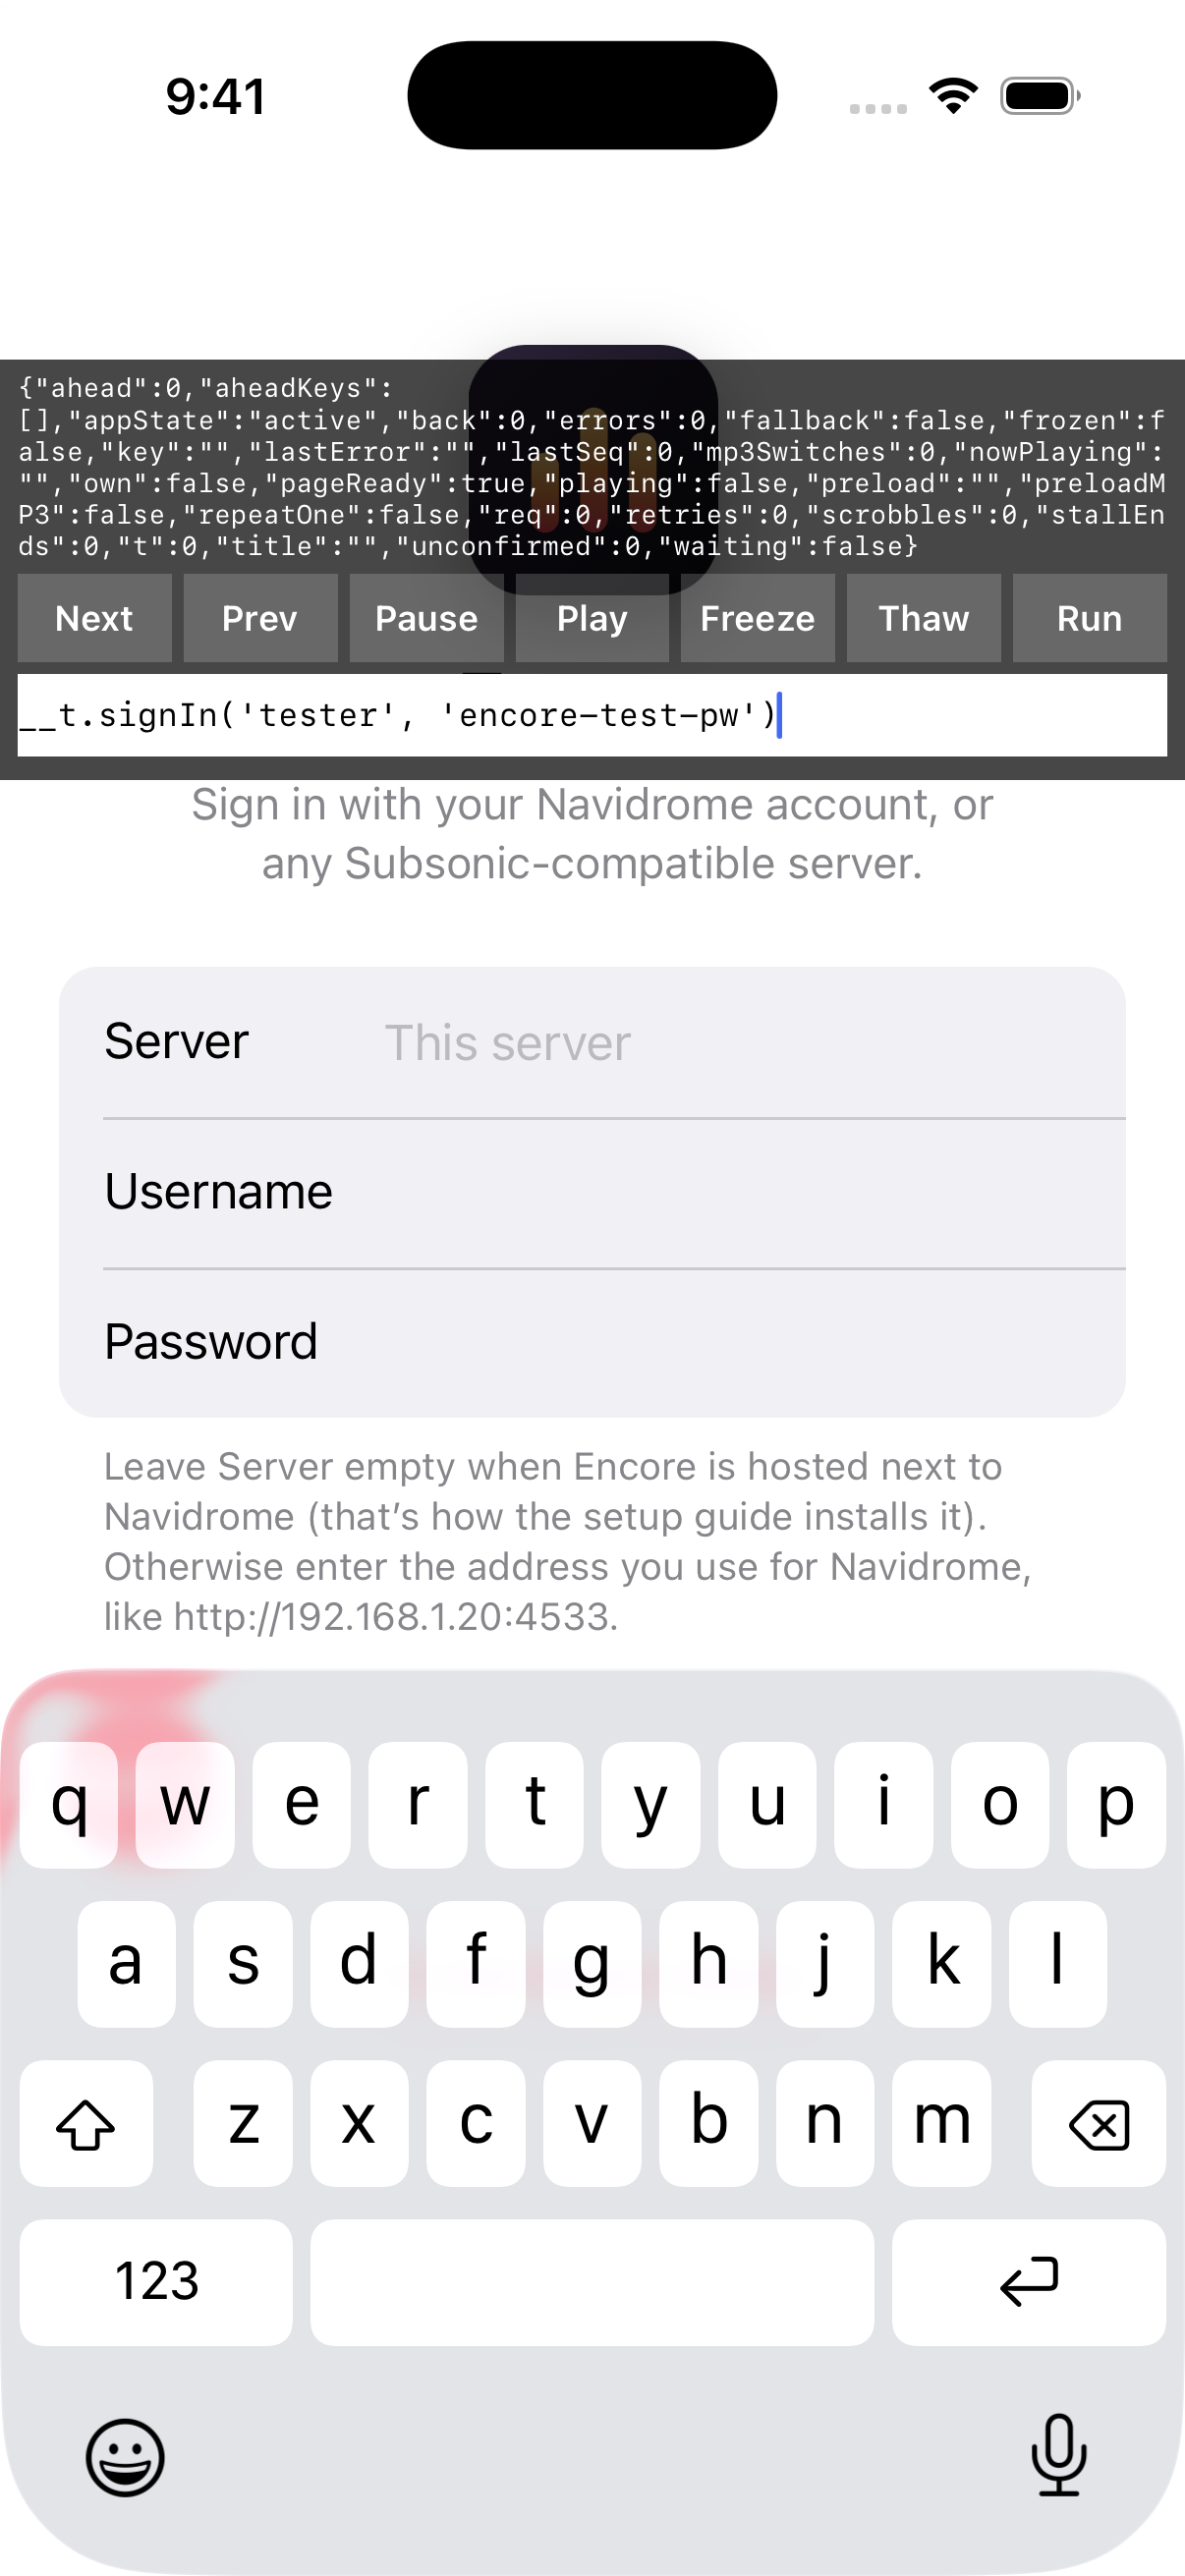 9:41
{"ahead":0,"aheadKeys":
[],"appState":"active","back":0,"errors":0,"fallback":false,"frozen":f
alse,"key":"","lastError":"","lastSeq":0,"mp3Switches":0,"nowPlaying":
"","own":false,"pageReady":true,"playing":false,"preload":"","preloadM
P3":false,"repeatOne":false,"req":0,"retries":0,"scrobbles":0,"stallEn
ds":0,"t":0,"title":"","unconfirmed":0,"waiting":false}
Next Prev Pause Play Freeze Thaw Run
__t.signIn('tester', 'encore-test-pw')
Sign in with your Navidrome account, or
any Subsonic-compatible server.
Server This server
Username
Password
Leave Server empty when Encore is hosted next to
Navidrome (that’s how the setup guide installs it).
Otherwise enter the address you use for Navidrome,
like http://192.168.1.20:4533.
q w e r t y u i o p
a s d f g h j k l
z x c v b n m
123